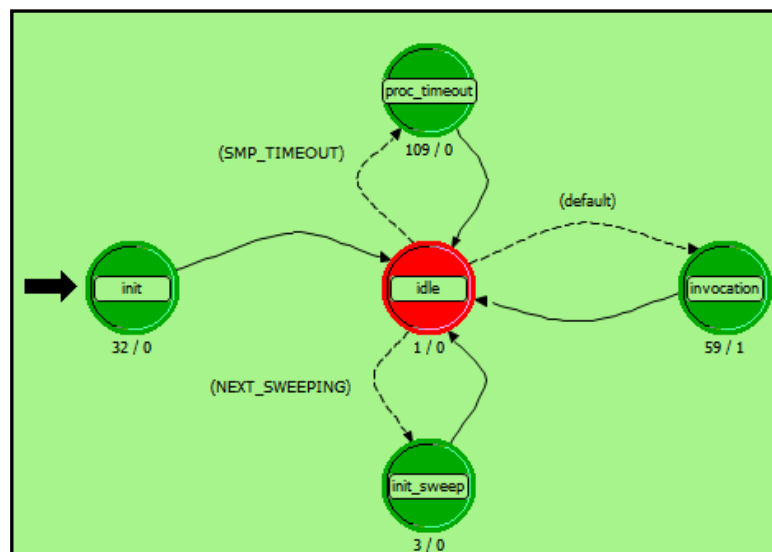 proc_timeout
109 / 0
(SMP_TIMEOUT)
(default)
init
32 / 0
idle
1 / 0
invocation
59 / 1
(NEXT_SWEEPING)
init_sweep
3 / 0